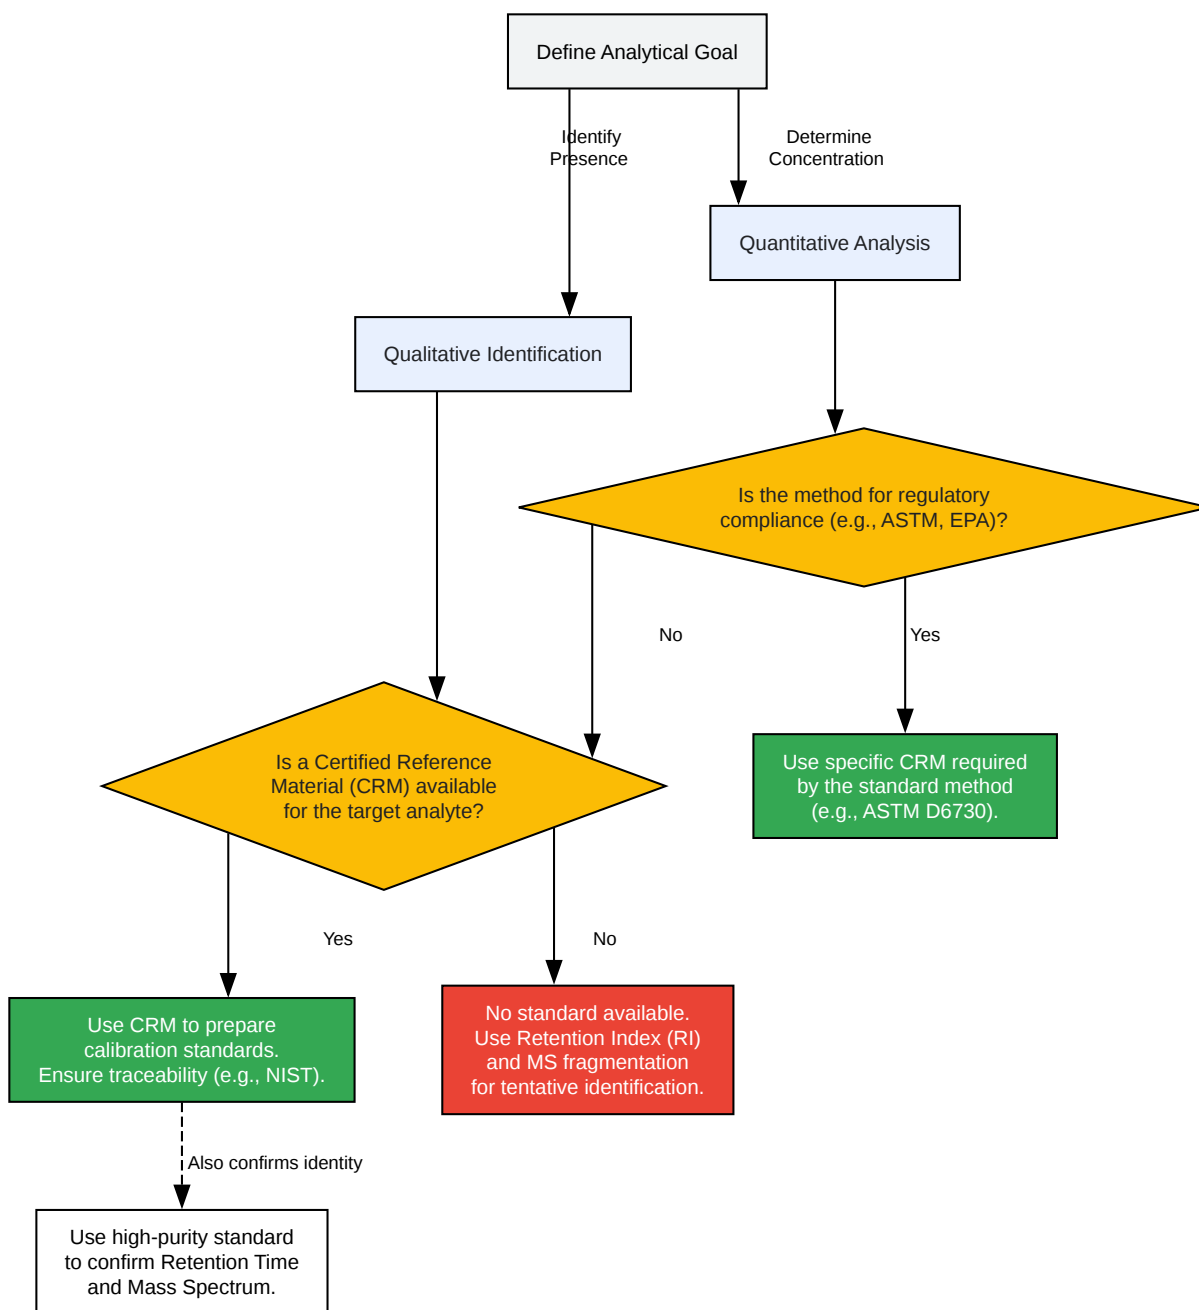 Define Analytical Goal
Identify
Presence
Determine
Concentration
Quantitative Analysis
Qualitative Identification
Is the method for regulatory
compliance (e.g., ASTM, EPA)?
No
Yes
Is a Certified Reference
Material (CRM) available
for the target analyte?
Use specific CRM required
by the standard method
(e.g., ASTM D6730).
Yes
No
Use CRM to prepare
calibration standards.
Ensure traceability (e.g., NIST).
No standard available.
Use Retention Index (RI)
and MS fragmentation
for tentative identification.
Also confirms identity
Use high-purity standard
to confirm Retention Time
and Mass Spectrum.